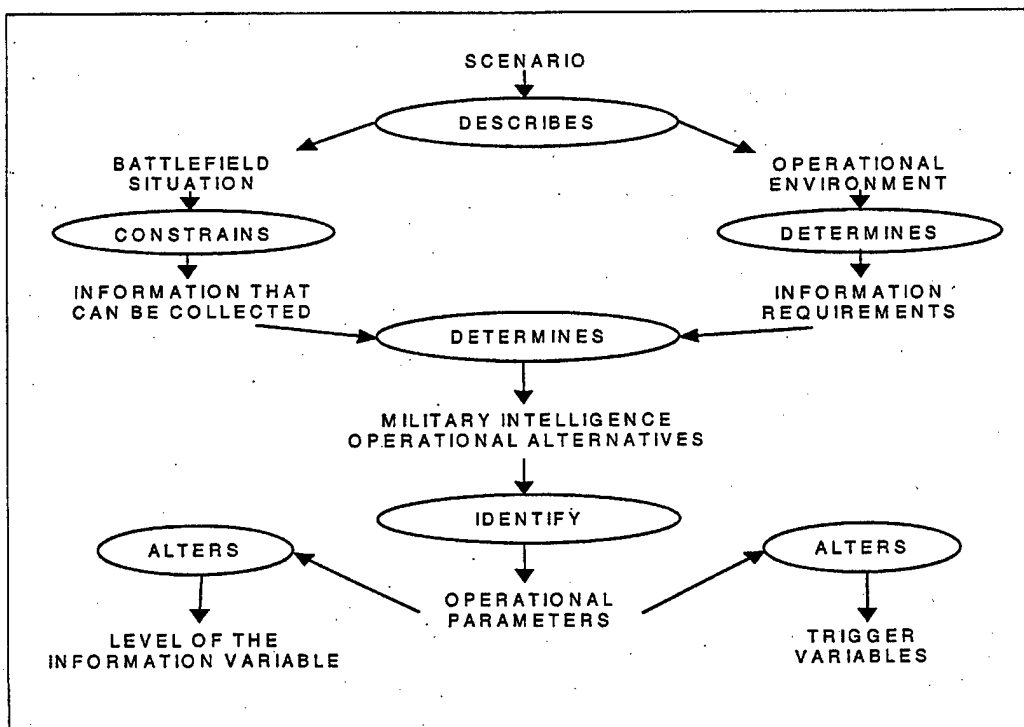 SCENARIO
DESCRIBES
BATTLEFIELD
SITUATION
OPERATIONAL
ENVIRONMENT
CONSTRAINS
DETERMINES
INFORMATION THAT
CAN BE COLLECTED
INFORMATION
REQUIREMENTS
DETERMINES
MILITARY INTELLIGENCE
OPERATIONAL ALTERNATIVES
IDENTIFY
ALTERS
ALTERS
OPERATIONAL
PARAMETERS
LEVEL OF THE
INFORMATION VARIABLE
TRIGGER
VARIABLES